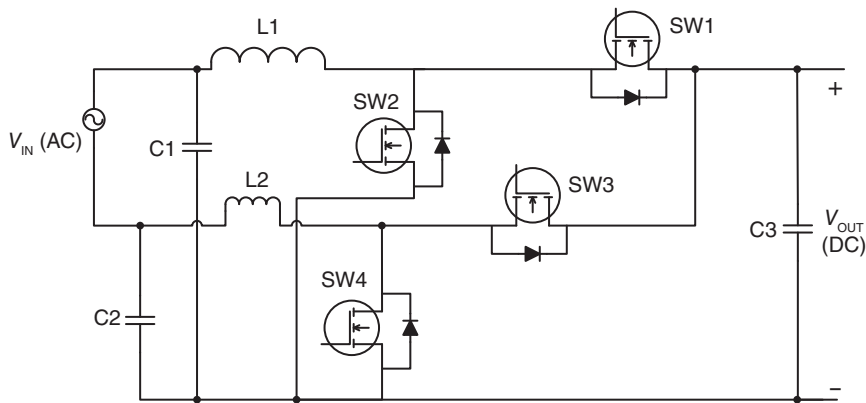 L1
SW1
+
SW2
V_IN (AC)
C1
L2
SW3
C3
V_OUT
(DC)
SW4
C2
−